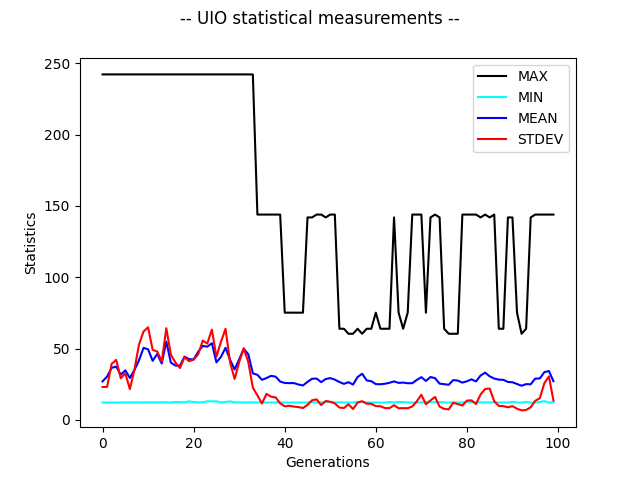 -- UIO statistical measurements --
250
200
150
100
50
0
Statistics
MAX
MIN
MEAN
STDEV
0 20 40 60 80 100
Generations